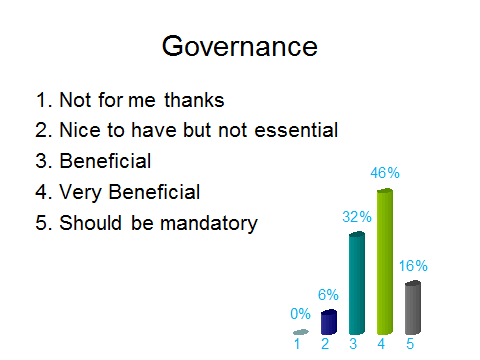 Governance
1. Not for me thanks
2. Nice to have but not essential
3. Beneficial
4. Very Beneficial
5. Should be mandatory
46%
32%
16%
6%
0%
1 2 3 4 5